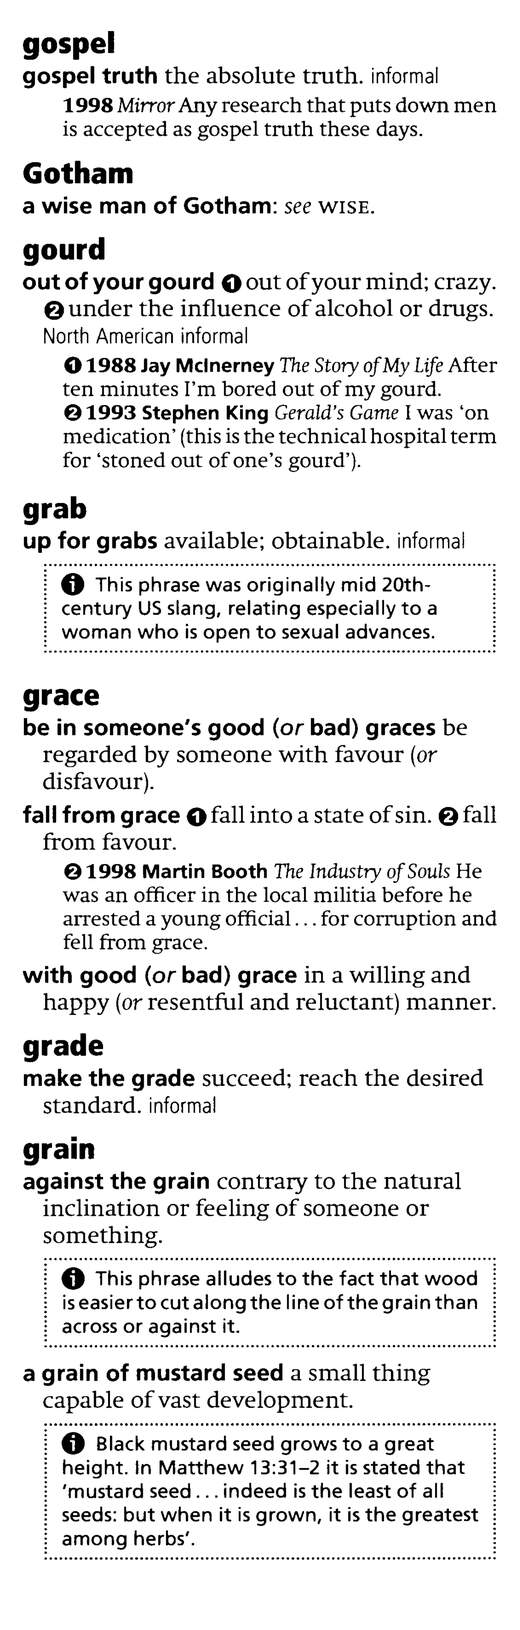 gospel
gospel truth the absolute truth. informal
1998 Mirror Any research that puts down men
is accepted as gospel truth these days.
Gotham
a wise man of Gotham: see WISE.
gourd
out of your gourd ❶ out of your mind; crazy.
❷ under the influence of alcohol or drugs.
North American informal
❶ 1988 Jay McInerney The Story of My Life After
ten minutes I'm bored out of my gourd.
❷ 1993 Stephen King Gerald's Game I was 'on
medication' (this is the technical hospital term
for 'stoned out of one's gourd').
grab
up for grabs available; obtainable. informal
i This phrase was originally mid 20th-
century US slang, relating especially to a
woman who is open to sexual advances.
grace
be in someone's good (or bad) graces be
regarded by someone with favour (or
disfavour).
fall from grace ❶ fall into a state of sin. ❷ fall
from favour.
❷ 1998 Martin Booth The Industry of Souls He
was an officer in the local militia before he
arrested a young official . . . for corruption and
fell from grace.
with good (or bad) grace in a willing and
happy (or resentful and reluctant) manner.
grade
make the grade succeed; reach the desired
standard. informal
grain
against the grain contrary to the natural
inclination or feeling of someone or
something.
i This phrase alludes to the fact that wood
is easier to cut along the line of the grain than
across or against it.
a grain of mustard seed a small thing
capable of vast development.
i Black mustard seed grows to a great
height. In Matthew 13:31–2 it is stated that
'mustard seed . . . indeed is the least of all
seeds: but when it is grown, it is the greatest
among herbs'.